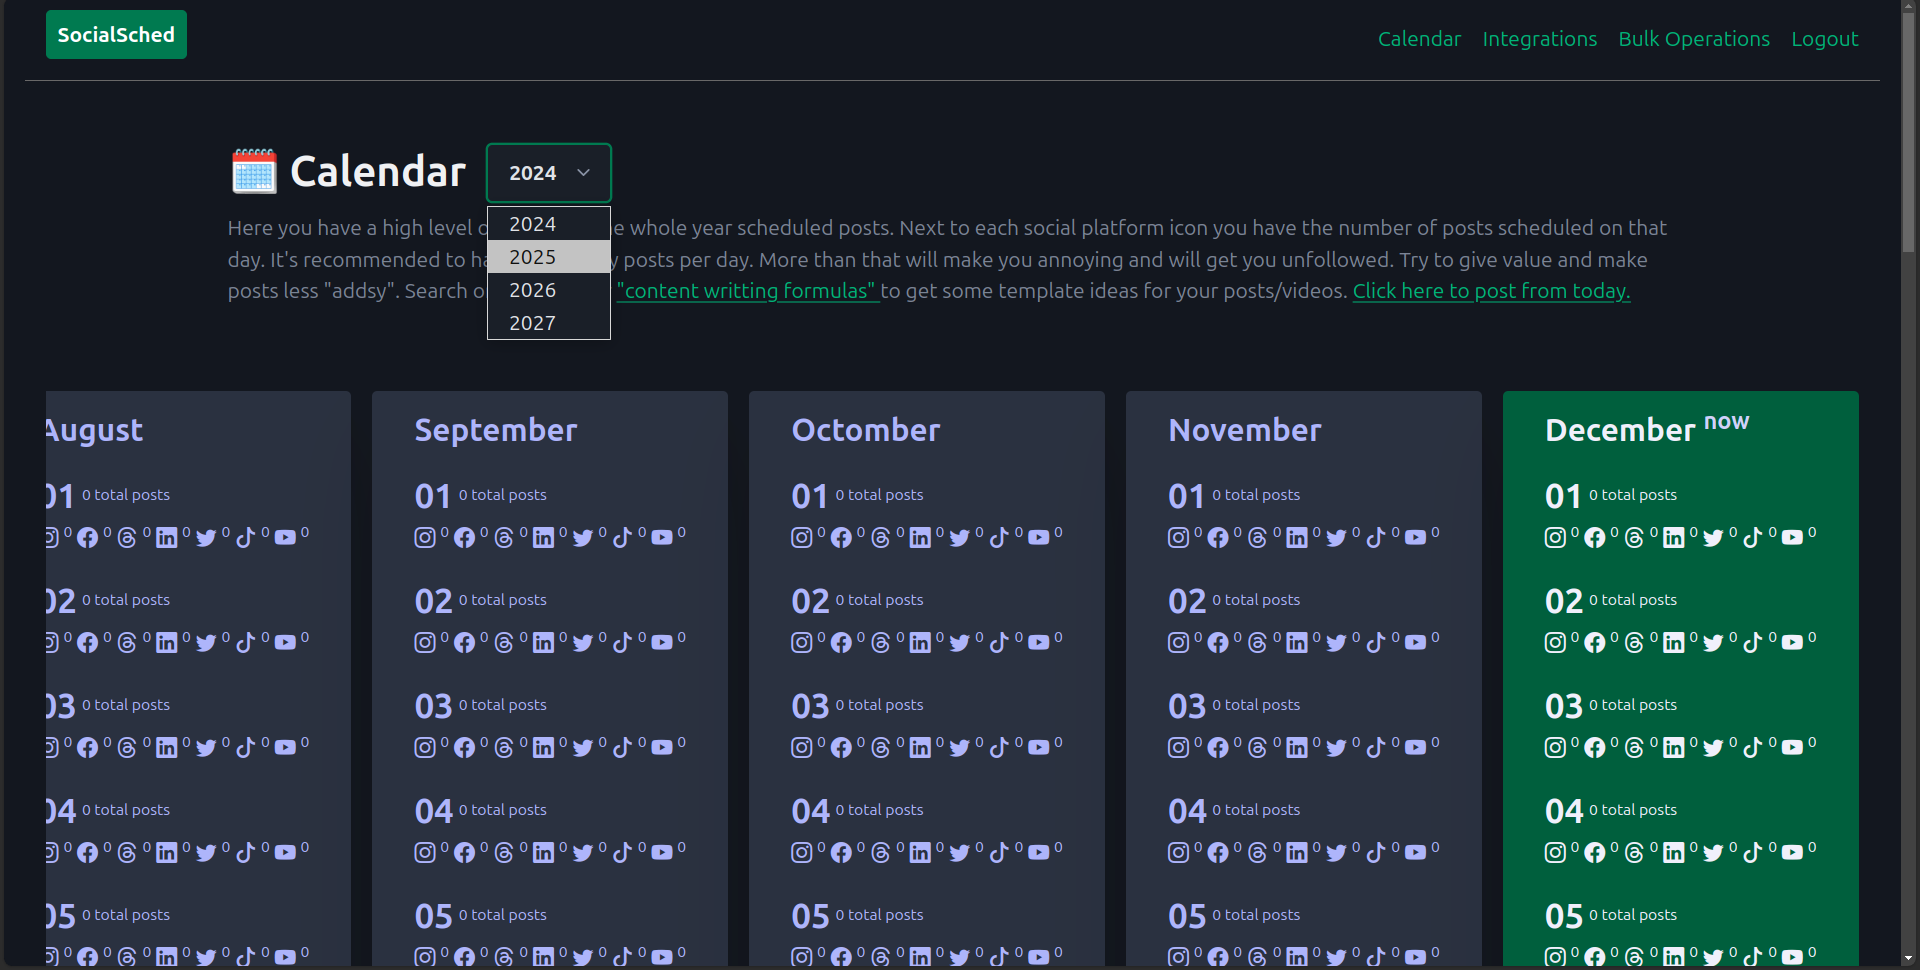 SocialSched
Calendar Integrations Bulk Operations Logout
Calendar 2024
2024
2025
2026
2027
Here you have a high level o e whole year scheduled posts. Next to each social platform icon you have the number of posts scheduled on that
day. It's recommended to ha y posts per day. More than that will make you annoying and will get you unfollowed. Try to give value and make
posts less "addsy". Search o "content writting formulas" to get some template ideas for your posts/videos. Click here to post from today.
August September Octomber November December now
01 0 total posts 01 0 total posts 01 0 total posts 01 0 total posts 01 0 total posts
0 0 0 0 0 0 0 0 0 0 0 0 0 0 0 0 0 0 0 0 0 0 0 0 0 0 0 0 0 0 0 0 0 0 0
02 0 total posts 02 0 total posts 02 0 total posts 02 0 total posts 02 0 total posts
0 0 0 0 0 0 0 0 0 0 0 0 0 0 0 0 0 0 0 0 0 0 0 0 0 0 0 0 0 0 0 0 0 0 0
03 0 total posts 03 0 total posts 03 0 total posts 03 0 total posts 03 0 total posts
0 0 0 0 0 0 0 0 0 0 0 0 0 0 0 0 0 0 0 0 0 0 0 0 0 0 0 0 0 0 0 0 0 0 0
04 0 total posts 04 0 total posts 04 0 total posts 04 0 total posts 04 0 total posts
0 0 0 0 0 0 0 0 0 0 0 0 0 0 0 0 0 0 0 0 0 0 0 0 0 0 0 0 0 0 0 0 0 0 0
05 0 total posts 05 0 total posts 05 0 total posts 05 0 total posts 05 0 total posts
0 0 0 0 0 0 0 0 0 0 0 0 0 0 0 0 0 0 0 0 0 0 0 0 0 0 0 0 0 0 0 0 0 0 0